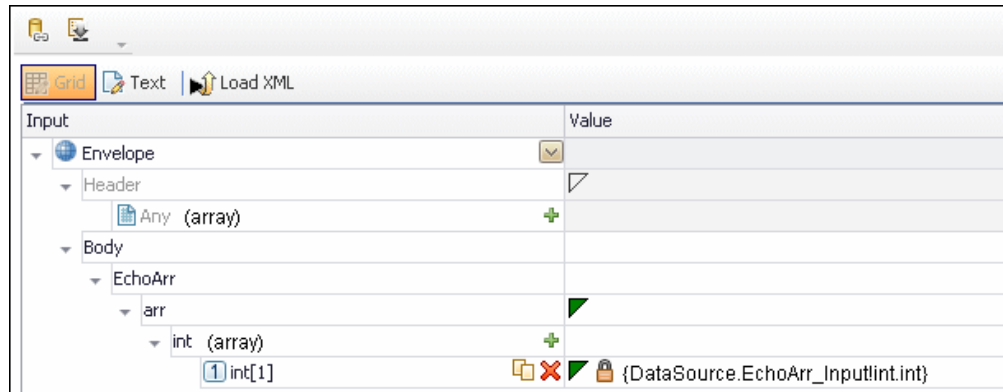 Grid Text Load XML
Input Value
Envelope
Header
Any (array)
Body
EchoArr
arr
int (array)
1 int[1] {DataSource.EchoArr_Input!int.int}